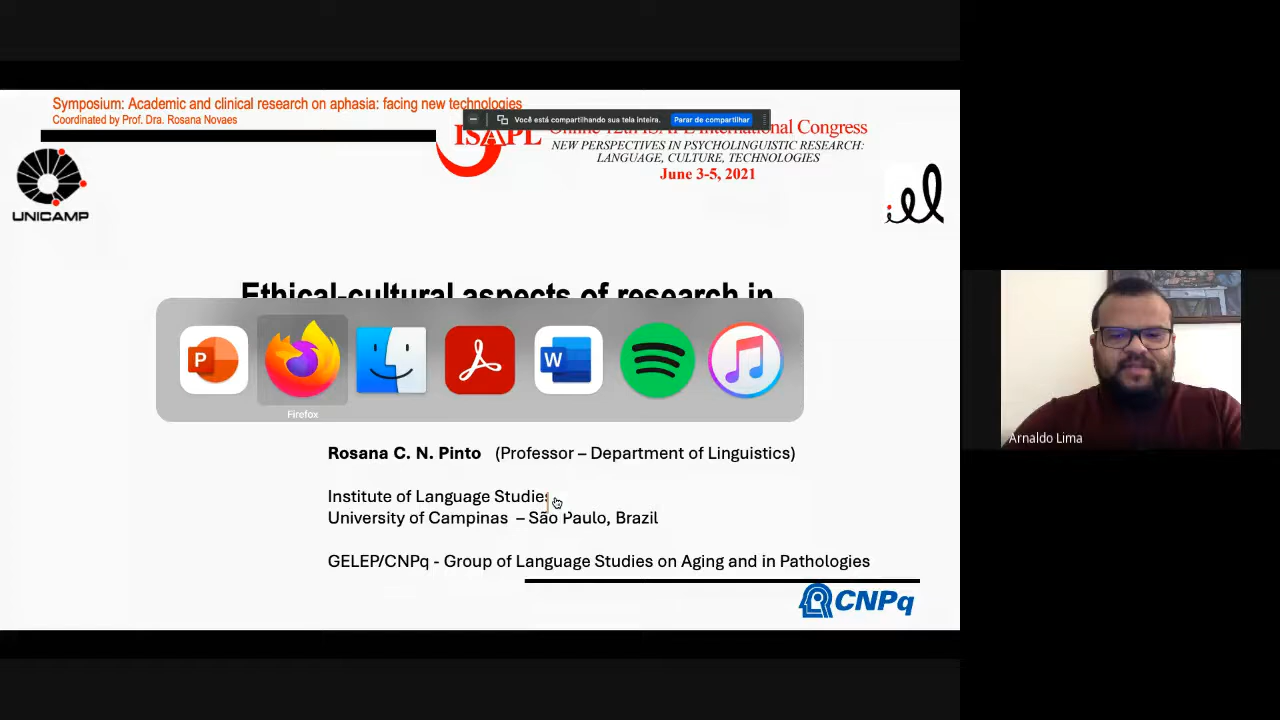 Symposium: Academic and clinical research on aphasia: facing new technologies
Coordinated by Prof. Dra. Rosana Novaes
Você está compartilhando sua tela inteira. Parar de compartilhar
ISAPL
Online 12th ISAPL International Congress
NEW PERSPECTIVES IN PSYCHOLINGUISTIC RESEARCH:
LANGUAGE, CULTURE, TECHNOLOGIES
June 3-5, 2021
UNICAMP
iel
Ethical-cultural aspects of research in
P
W
Firefox
Arnaldo Lima
Rosana C. N. Pinto (Professor – Department of Linguistics)
Institute of Language Studies
University of Campinas – São Paulo, Brazil
GELEP/CNPq - Group of Language Studies on Aging and in Pathologies
CNPq